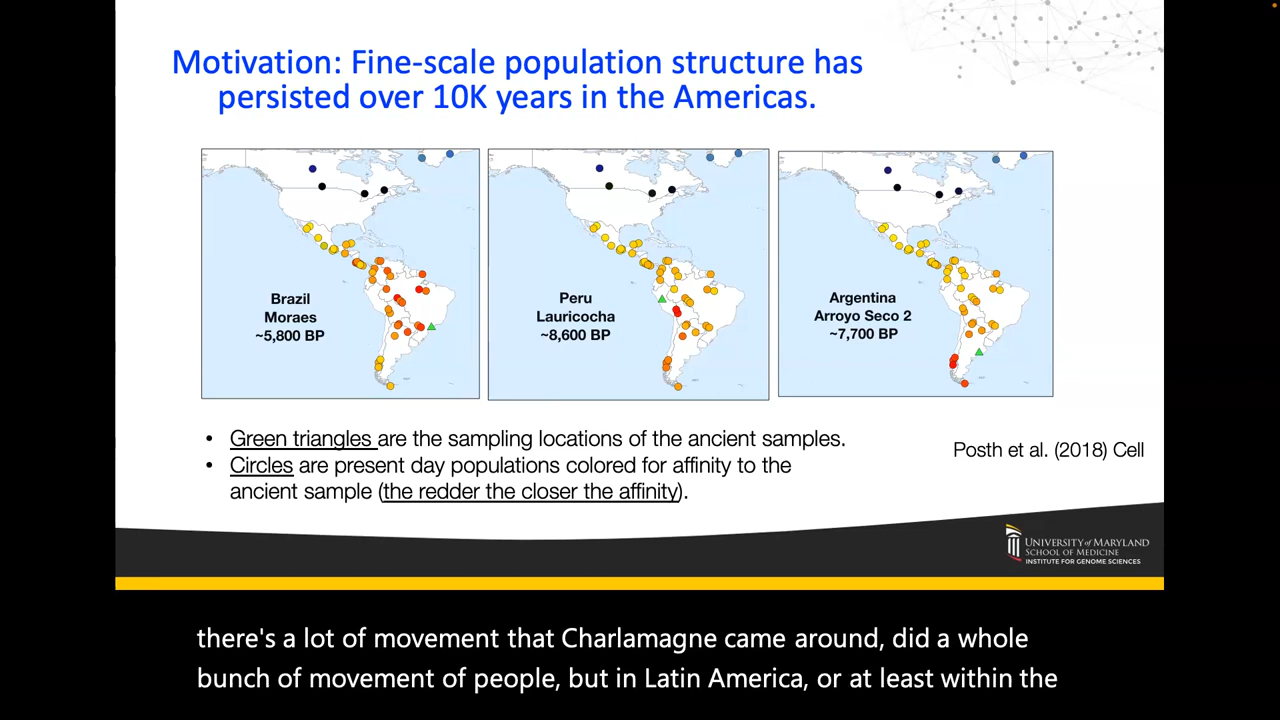 Motivation: Fine-scale population structure has
persisted over 10K years in the Americas.
Brazil
Moraes
~5,800 BP
Peru
Lauricocha
~8,600 BP
Argentina
Arroyo Seco 2
~7,700 BP
• Green triangles are the sampling locations of the ancient samples.
• Circles are present day populations colored for affinity to the
ancient sample (the redder the closer the affinity).
Posth et al. (2018) Cell
UNIVERSITY of MARYLAND
SCHOOL OF MEDICINE
INSTITUTE FOR GENOME SCIENCES
there's a lot of movement that Charlamagne came around, did a whole
bunch of movement of people, but in Latin America, or at least within the